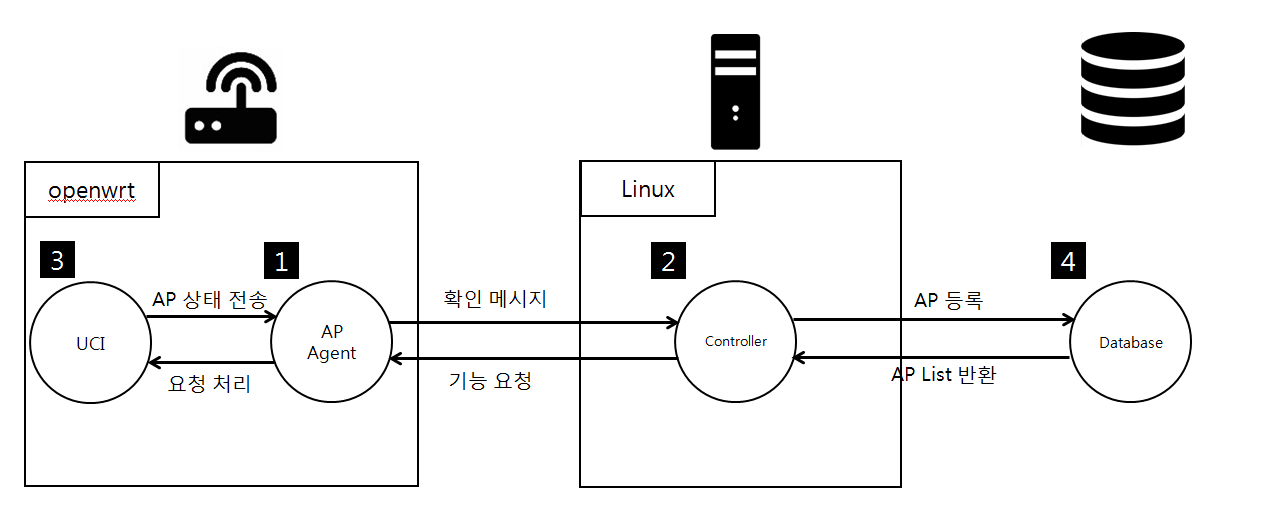 openwrt
Linux
3
1
2
4
AP 상태 전송
확인 메시지
AP 등록
UCI
AP
Agent
Controller
Database
요청 처리
기능 요청
AP List 반환